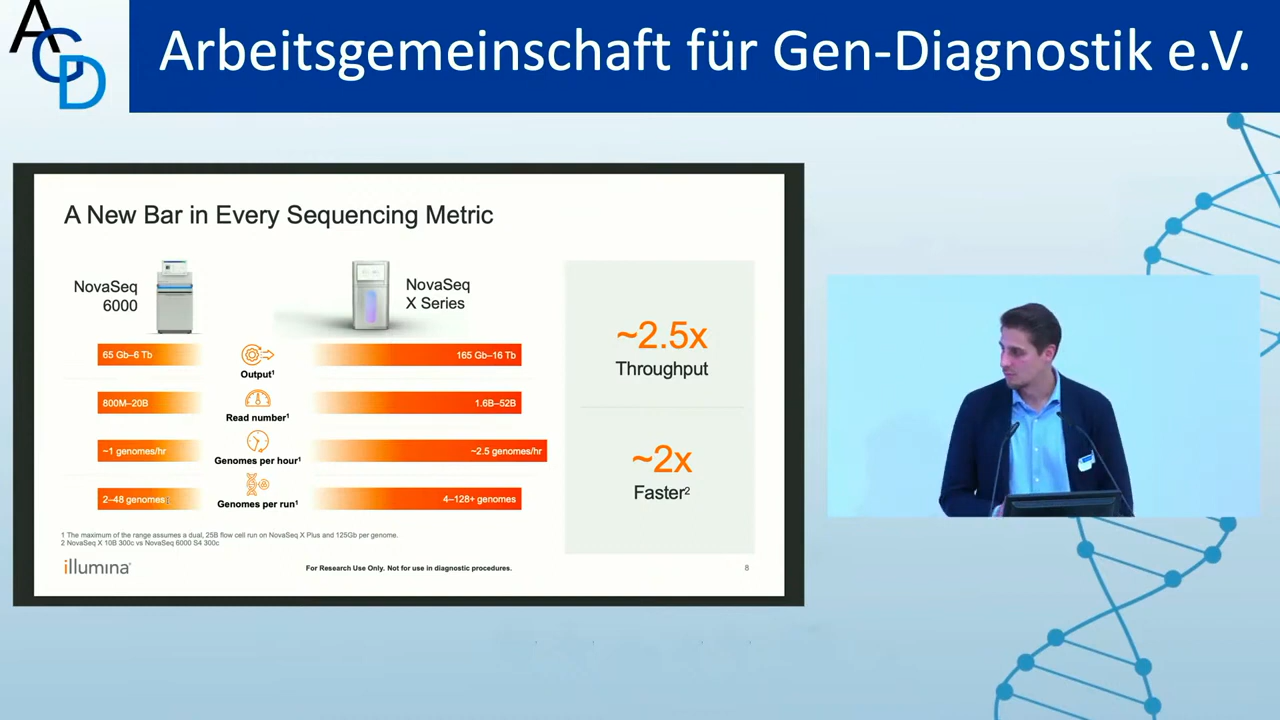 AGD
Arbeitsgemeinschaft für Gen-Diagnostik e.V.
A New Bar in Every Sequencing Metric
NovaSeq
6000
NovaSeq
X Series
65 Gb–6 Tb
Output¹
165 Gb–16 Tb
800M–20B
Read number¹
1.6B–52B
~1 genomes/hr
Genomes per hour¹
~2.5 genomes/hr
2–48 genomes
Genomes per run¹
4–128+ genomes
~2.5x
Throughput
~2x
Faster²
1 The maximum of the range assumes a dual, 25B flow cell run on NovaSeq X Plus and 125Gb per genome.
2 NovaSeq X 10B 300c vs NovaSeq 6000 S4 300c
illumina®
For Research Use Only. Not for use in diagnostic procedures.
8